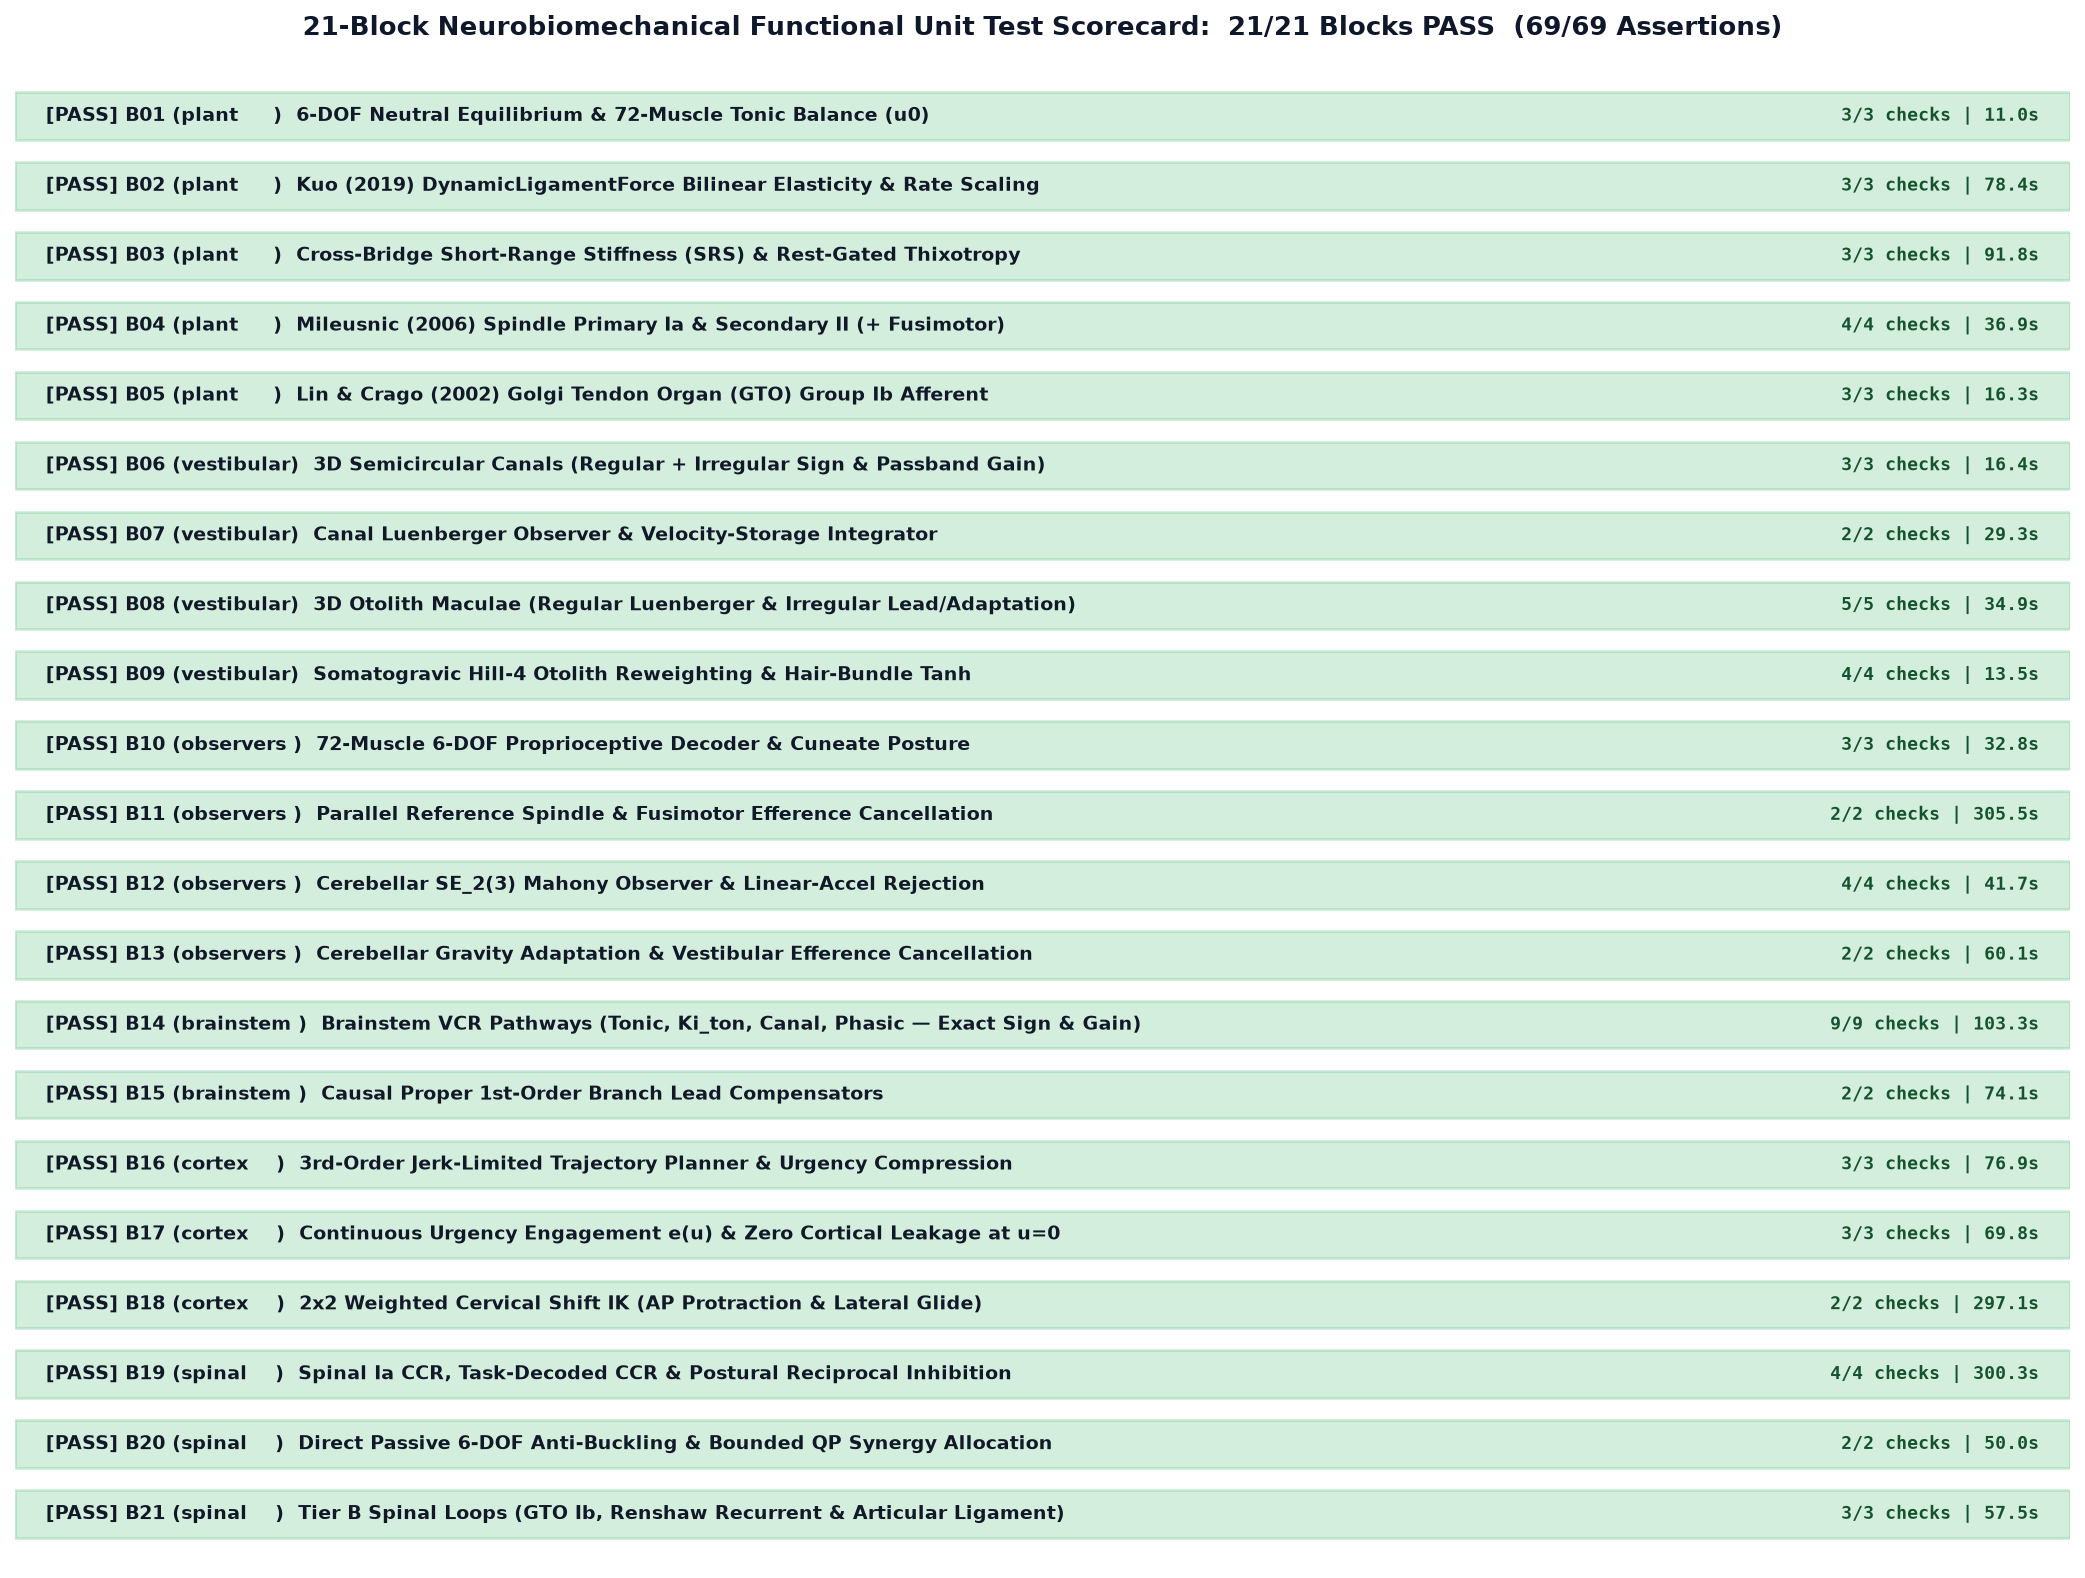 21-Block Neurobiomechanical Functional Unit Test Scorecard:  21/21 Blocks PASS  (69/69 Assertions)
[PASS] B01 (plant     )  6-DOF Neutral Equilibrium & 72-Muscle Tonic Balance (u0) 3/3 checks | 11.0s
[PASS] B02 (plant     )  Kuo (2019) DynamicLigamentForce Bilinear Elasticity & Rate Scaling 3/3 checks | 78.4s
[PASS] B03 (plant     )  Cross-Bridge Short-Range Stiffness (SRS) & Rest-Gated Thixotropy 3/3 checks | 91.8s
[PASS] B04 (plant     )  Mileusnic (2006) Spindle Primary Ia & Secondary II (+ Fusimotor) 4/4 checks | 36.9s
[PASS] B05 (plant     )  Lin & Crago (2002) Golgi Tendon Organ (GTO) Group Ib Afferent 3/3 checks | 16.3s
[PASS] B06 (vestibular)  3D Semicircular Canals (Regular + Irregular Sign & Passband Gain) 3/3 checks | 16.4s
[PASS] B07 (vestibular)  Canal Luenberger Observer & Velocity-Storage Integrator 2/2 checks | 29.3s
[PASS] B08 (vestibular)  3D Otolith Maculae (Regular Luenberger & Irregular Lead/Adaptation) 5/5 checks | 34.9s
[PASS] B09 (vestibular)  Somatogravic Hill-4 Otolith Reweighting & Hair-Bundle Tanh 4/4 checks | 13.5s
[PASS] B10 (observers )  72-Muscle 6-DOF Proprioceptive Decoder & Cuneate Posture 3/3 checks | 32.8s
[PASS] B11 (observers )  Parallel Reference Spindle & Fusimotor Efference Cancellation 2/2 checks | 305.5s
[PASS] B12 (observers )  Cerebellar SE_2(3) Mahony Observer & Linear-Accel Rejection 4/4 checks | 41.7s
[PASS] B13 (observers )  Cerebellar Gravity Adaptation & Vestibular Efference Cancellation 2/2 checks | 60.1s
[PASS] B14 (brainstem )  Brainstem VCR Pathways (Tonic, Ki_ton, Canal, Phasic — Exact Sign & Gain) 9/9 checks | 103.3s
[PASS] B15 (brainstem )  Causal Proper 1st-Order Branch Lead Compensators 2/2 checks | 74.1s
[PASS] B16 (cortex    )  3rd-Order Jerk-Limited Trajectory Planner & Urgency Compression 3/3 checks | 76.9s
[PASS] B17 (cortex    )  Continuous Urgency Engagement e(u) & Zero Cortical Leakage at u=0 3/3 checks | 69.8s
[PASS] B18 (cortex    )  2x2 Weighted Cervical Shift IK (AP Protraction & Lateral Glide) 2/2 checks | 297.1s
[PASS] B19 (spinal    )  Spinal Ia CCR, Task-Decoded CCR & Postural Reciprocal Inhibition 4/4 checks | 300.3s
[PASS] B20 (spinal    )  Direct Passive 6-DOF Anti-Buckling & Bounded QP Synergy Allocation 2/2 checks | 50.0s
[PASS] B21 (spinal    )  Tier B Spinal Loops (GTO Ib, Renshaw Recurrent & Articular Ligament) 3/3 checks | 57.5s